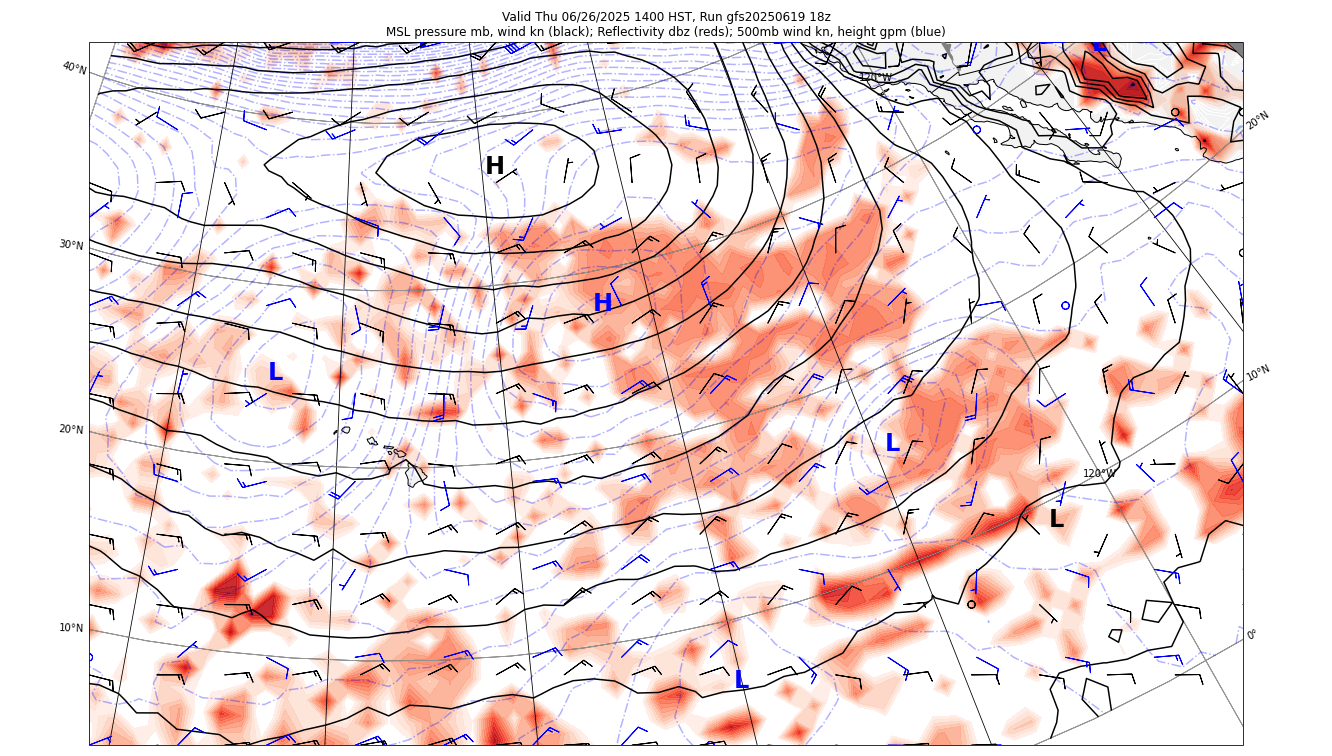 Valid Thu 06/26/2025 1400 HST, Run gfs20250619 18z
MSL pressure mb, wind kn (black); Reflectivity dbz (reds); 500mb wind kn, height gpm (blue)
L
40°N
120°W
20°N
H
30°N
H
L
10°N
20°N
L
120°W
L
10°N
0°
L